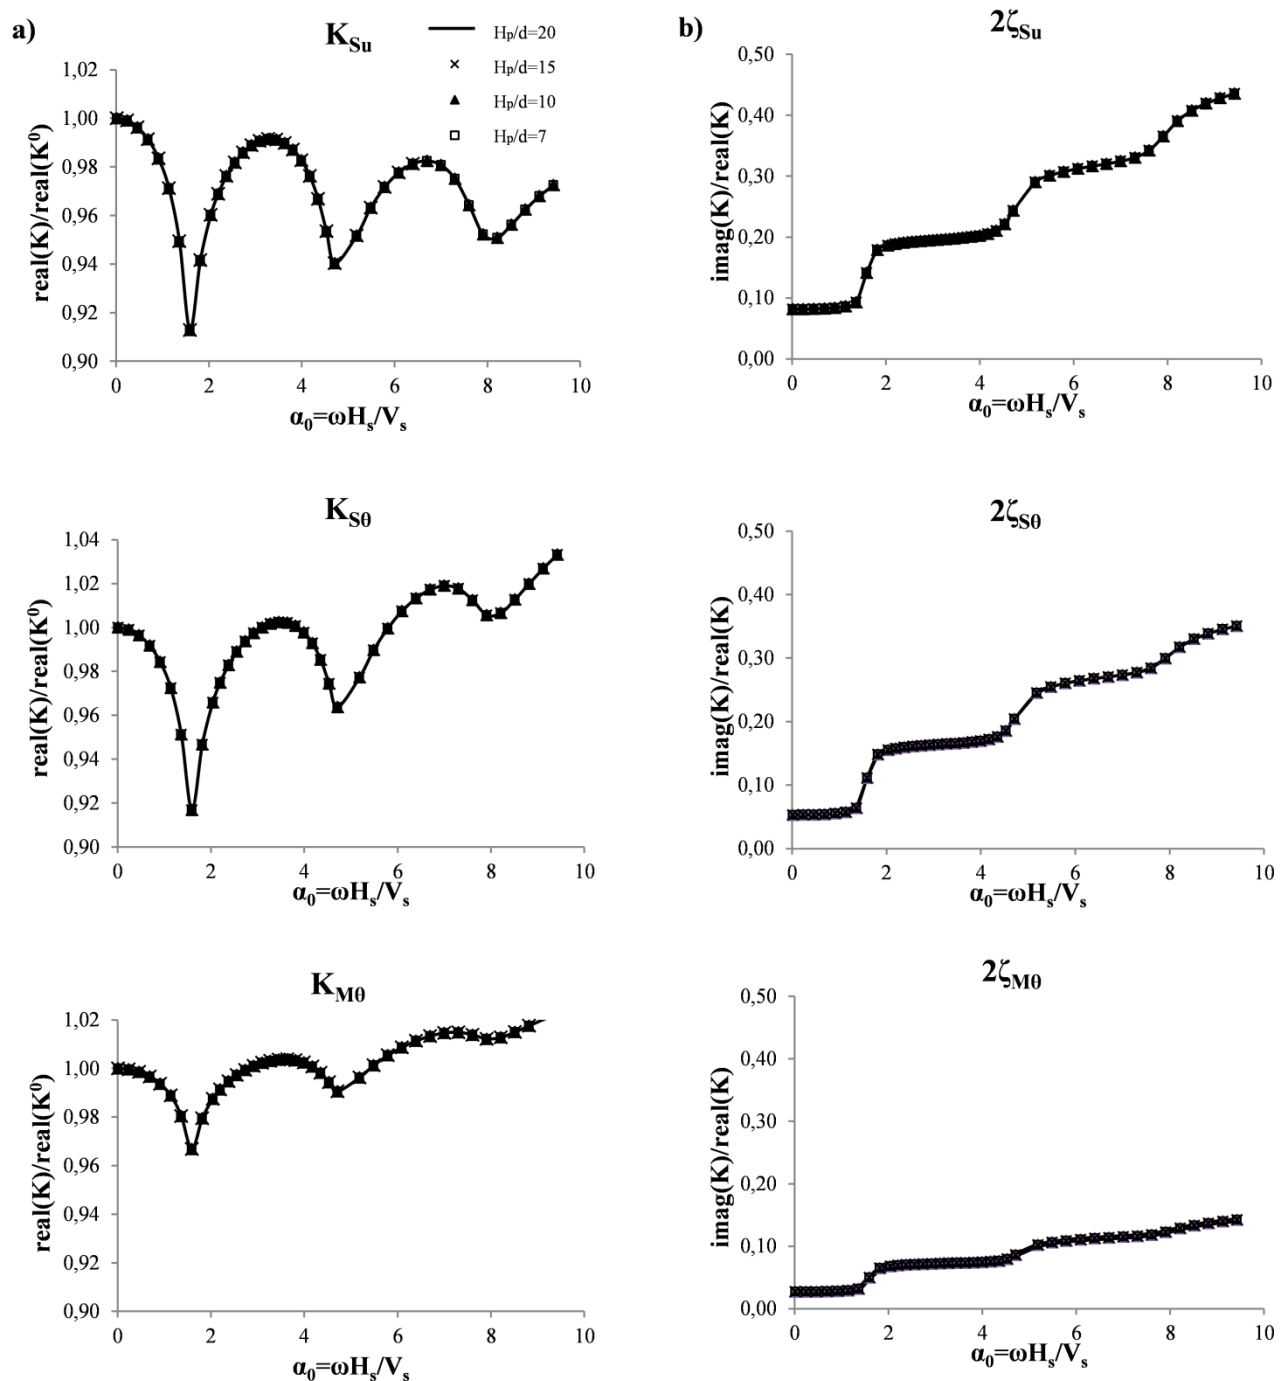 a)
K_Su
H_p/d=20
H_p/d=15
H_p/d=10
H_p/d=7
real(K)/real(K⁰)
1,02
1,00
0,98
0,96
0,94
0,92
0,90
0 2 4 6 8 10
α₀=ωH_s/V_s
b)
2ζ_Su
imag(K)/real(K)
0,50
0,40
0,30
0,20
0,10
0,00
0 2 4 6 8 10
α₀=ωH_s/V_s
K_Sθ
real(K)/real(K⁰)
1,04
1,02
1,00
0,98
0,96
0,94
0,92
0,90
0 2 4 6 8 10
α₀=ωH_s/V_s
2ζ_Sθ
imag(K)/real(K)
0,50
0,40
0,30
0,20
0,10
0,00
0 2 4 6 8 10
α₀=ωH_s/V_s
K_Mθ
real(K)/real(K⁰)
1,02
1,00
0,98
0,96
0,94
0,92
0,90
0 2 4 6 8 10
α₀=ωH_s/V_s
2ζ_Mθ
imag(K)/real(K)
0,50
0,40
0,30
0,20
0,10
0,00
0 2 4 6 8 10
α₀=ωH_s/V_s